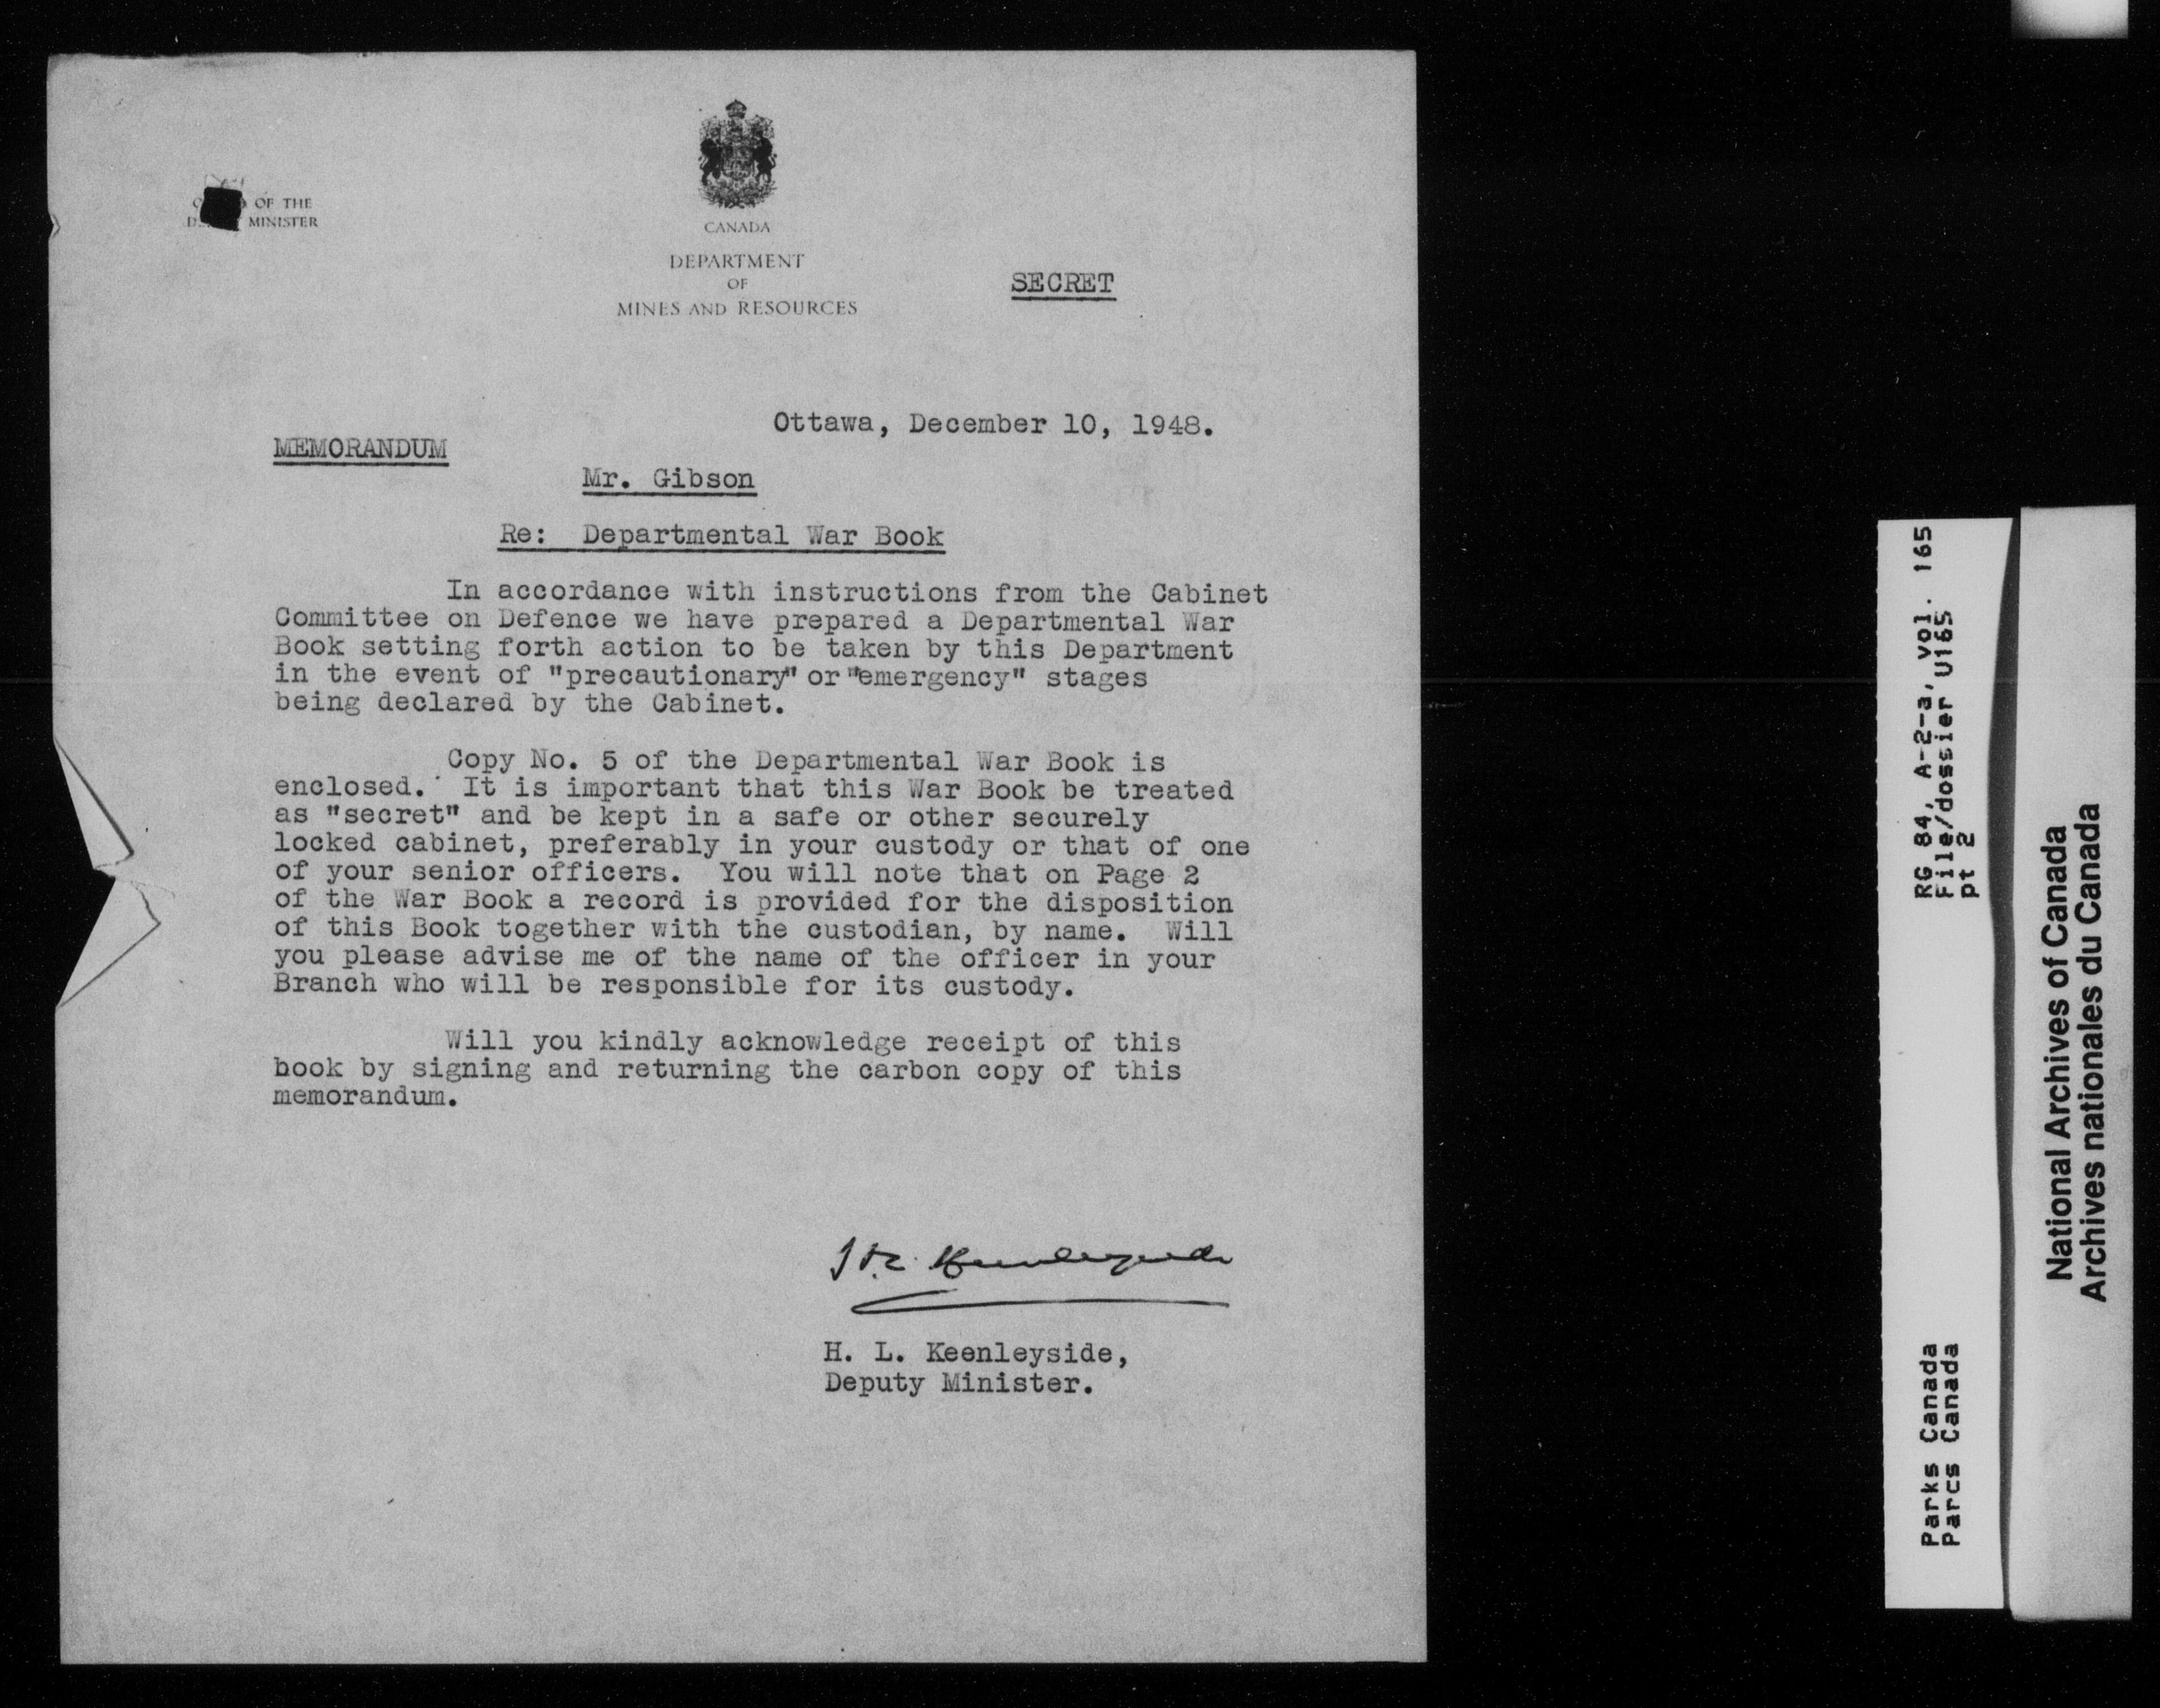 OF THE
MINISTER
CANADA
DEPARTMENT
OF
MINES AND RESOURCES
SECRET
Ottawa, December 10, 1948.
MEMORANDUM
Mr. Gibson
Re: Departmental War Book
In accordance with instructions from the Cabinet
Committee on Defence we have prepared a Departmental War
Book setting forth action to be taken by this Department
in the event of "precautionary" or "emergency" stages
being declared by the Cabinet.
Copy No. 5 of the Departmental War Book is
enclosed. It is important that this War Book be treated
as "secret" and be kept in a safe or other securely
locked cabinet, preferably in your custody or that of one
of your senior officers. You will note that on Page 2
of the War Book a record is provided for the disposition
of this Book together with the custodian, by name. Will
you please advise me of the name of the officer in your
Branch who will be responsible for its custody.
Will you kindly acknowledge receipt of this
book by signing and returning the carbon copy of this
memorandum.
H. L. Keenleyside
H. L. Keenleyside,
Deputy Minister.
RG 84, A-2-a, vol. 165
File/dossier U165
pt 2
Parks Canada
Parcs Canada
National Archives of Canada
Archives nationales du Canada